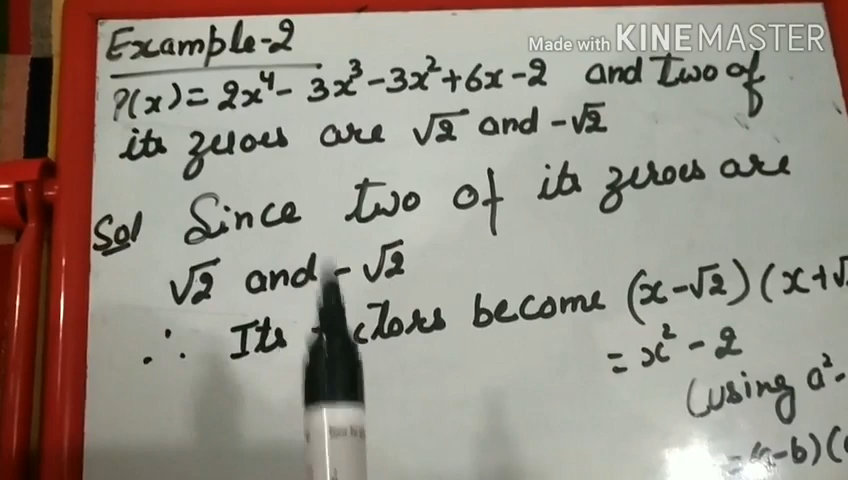 Example-2
Made with KINEMASTER
P(x) = 2x⁴ - 3x³ - 3x² + 6x - 2 and two of
its zeroes are √2 and -√2
Sol Since two of its zeroes are
√2 and -√2
∴ Its become (x-√2)(x+√
= x² - 2
(using a² -